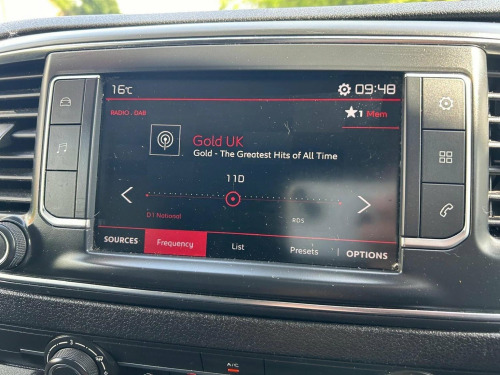 16°C
09:48
RADIO - DAB
★1 Mem
Gold UK
Gold - The Greatest Hits of All Time
11D
D1 National
RDS
SOURCES
Frequency
List
Presets
OPTIONS
A/C